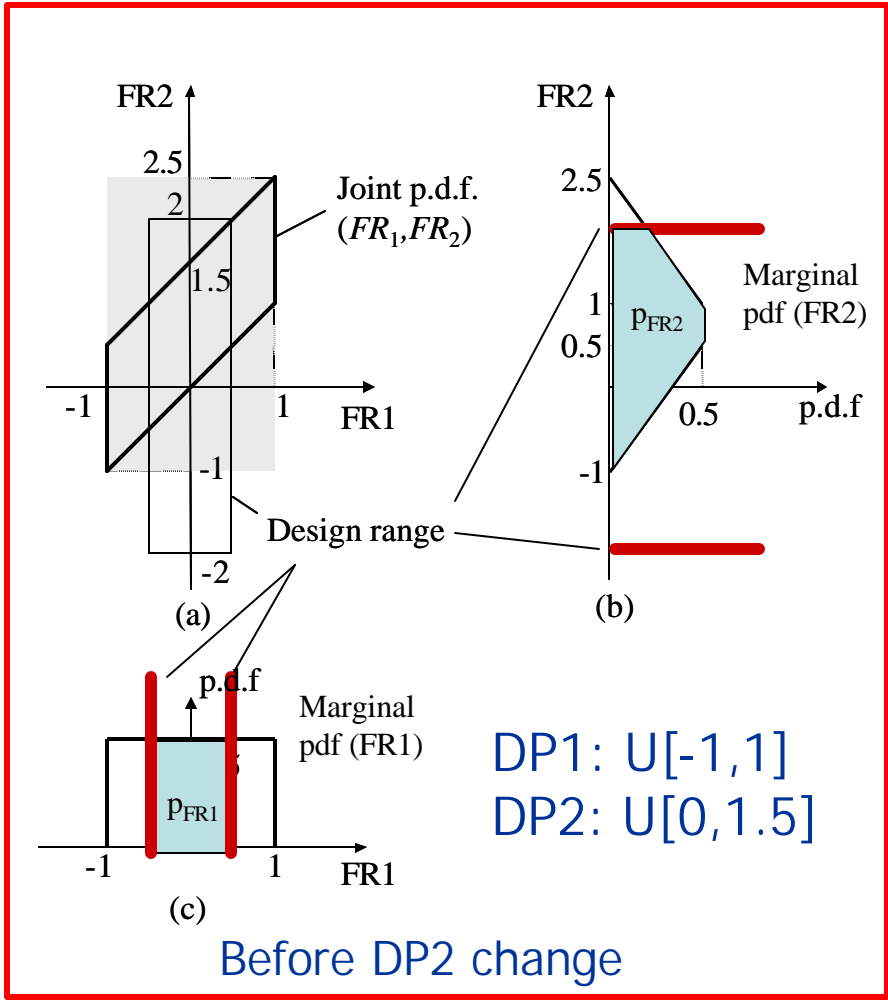 FR2
2.5
2
1.5
Joint p.d.f.
(FR1,FR2)
-1
1
FR1
-1
-2
(a)
Design range
FR2
2.5
1
0.5
-1
pFR2
Marginal
pdf (FR2)
0.5
p.d.f
(b)
p.d.f
Marginal
pdf (FR1)
pFR1
-1
1
FR1
(c)
DP1: U[-1,1]
DP2: U[0,1.5]
Before DP2 change